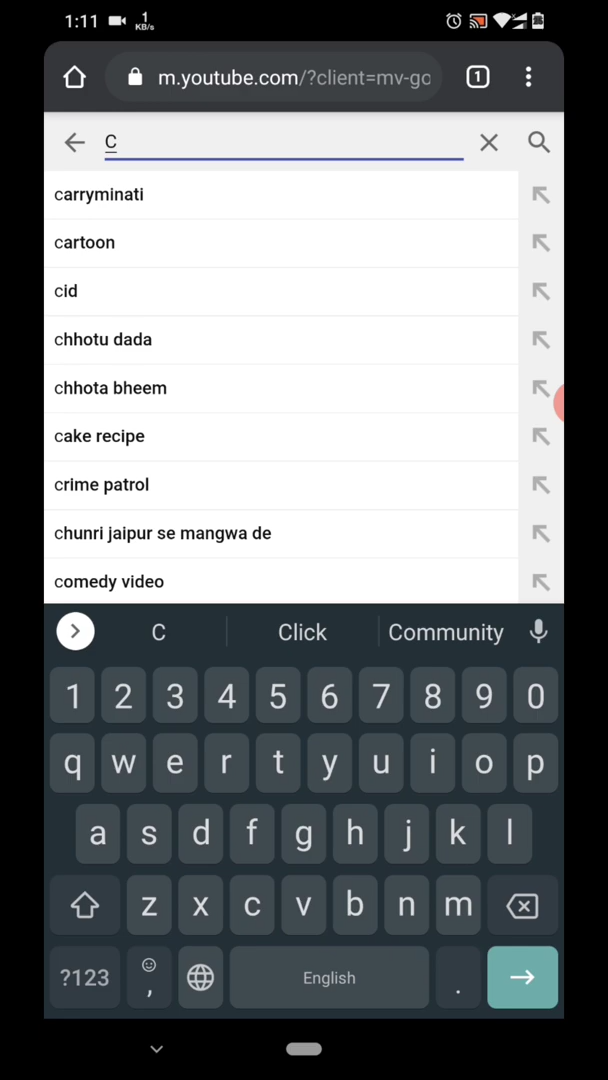 1:11 1 KB/s
m.youtube.com/?client=mv-go 1
C
carryminati
cartoon
cid
chhotu dada
chhota bheem
cake recipe
crime patrol
chunri jaipur se mangwa de
comedy video
C Click Community
1 2 3 4 5 6 7 8 9 0
q w e r t y u i o p
a s d f g h j k l
z x c v b n m
?123 , English .